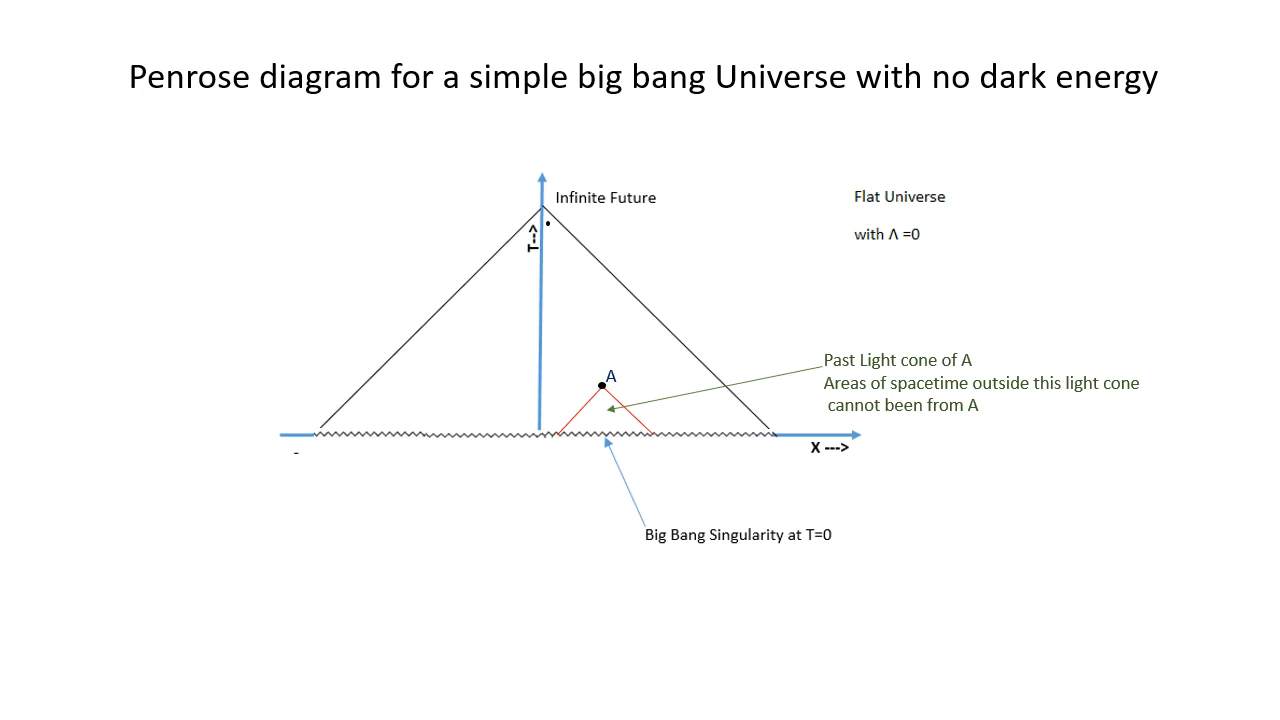 Penrose diagram for a simple big bang Universe with no dark energy
Infinite Future
Flat Universe
with Λ =0
T-->
A
Past Light cone of A
Areas of spacetime outside this light cone
cannot been from A
X --->
-
Big Bang Singularity at T=0